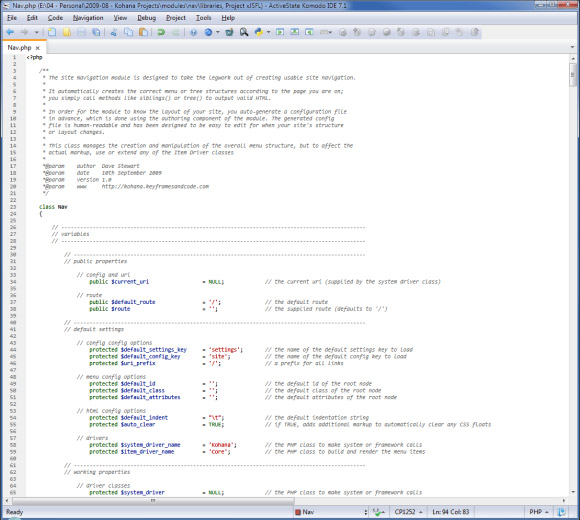 Nav.php (E:\04 - Personal\2009-08 - Kohana Projects\modules\nav\libraries, Project xJSFL) - ActiveState Komodo IDE 7.1
File Edit Code Navigation View Debug Project Tools Help
Nav.php
1 <?php
2
3 /**
4 * The site navigation module is designed to take the legwork out of creating usable site navigation.
5 *
6 * It automatically creates the correct menu or tree structures according to the page you are on;
7 * you simply call methods like siblings() or tree() to output valid HTML.
8 *
9 * In order for the module to know the layout of your site, you auto-generate a configuration file
10 * in advance, which is done using the authoring component of the module. The generated config
11 * file is human-readable and has been designed to be easy to edit for when your site's structure
12 * or layout changes.
13 *
14 * This class manages the creation and manipulation of the overall menu structure, but to affect the
15 * actual markup, use or extend any of the Item Driver classes
16 *
17 *@param author Dave Stewart
18 *@param date 10th September 2009
19 *@param version 1.0
20 *@param www http://kohana.keyframesandcode.com
21 */
22
23 class Nav
24 {
25
26 // ------------------------------------------------------------
27 // variables
28 // ------------------------------------------------------------
29
30 // ------------------------------------------------------------
31 // public properties
32
33 // config and uri
34 public $current_uri = NULL; // the current uri (supplied by the system driver class)
35
36 // route
37 public $default_route = '/'; // the default route
38 public $route = ''; // the supplied route (defaults to '/')
39
40 // ------------------------------------------------------------
41 // default settings
42
43 // config config options
44 protected $default_settings_key = 'settings'; // the name of the default settings key to load
45 protected $default_config_key = 'site'; // the name of the default config key to load
46 protected $uri_prefix = '/'; // a prefix for all links
47
48 // menu config options
49 protected $default_id = ''; // the default id of the root node
50 protected $default_class = ''; // the default class of the root node
51 protected $default_attributes = ''; // the default attributes of the root node
52
53 // html config options
54 protected $default_indent = "\t"; // the default indentation string
55 protected $auto_clear = TRUE; // if TRUE, adds additional markup to automatically clear any CSS floats
56
57 // drivers
58 protected $system_driver_name = 'Kohana'; // the PHP class to make system or framework calls
59 protected $item_driver_name = 'Core'; // the PHP class to build and render the menu items
60
61
62 // ------------------------------------------------------------
63 // working properties
63
64 // driver classes
65 protected $system_driver = NULL; // the PHP class to make system or framework calls
Ready Nav CP1252 Ln: 94 Col: 83 PHP